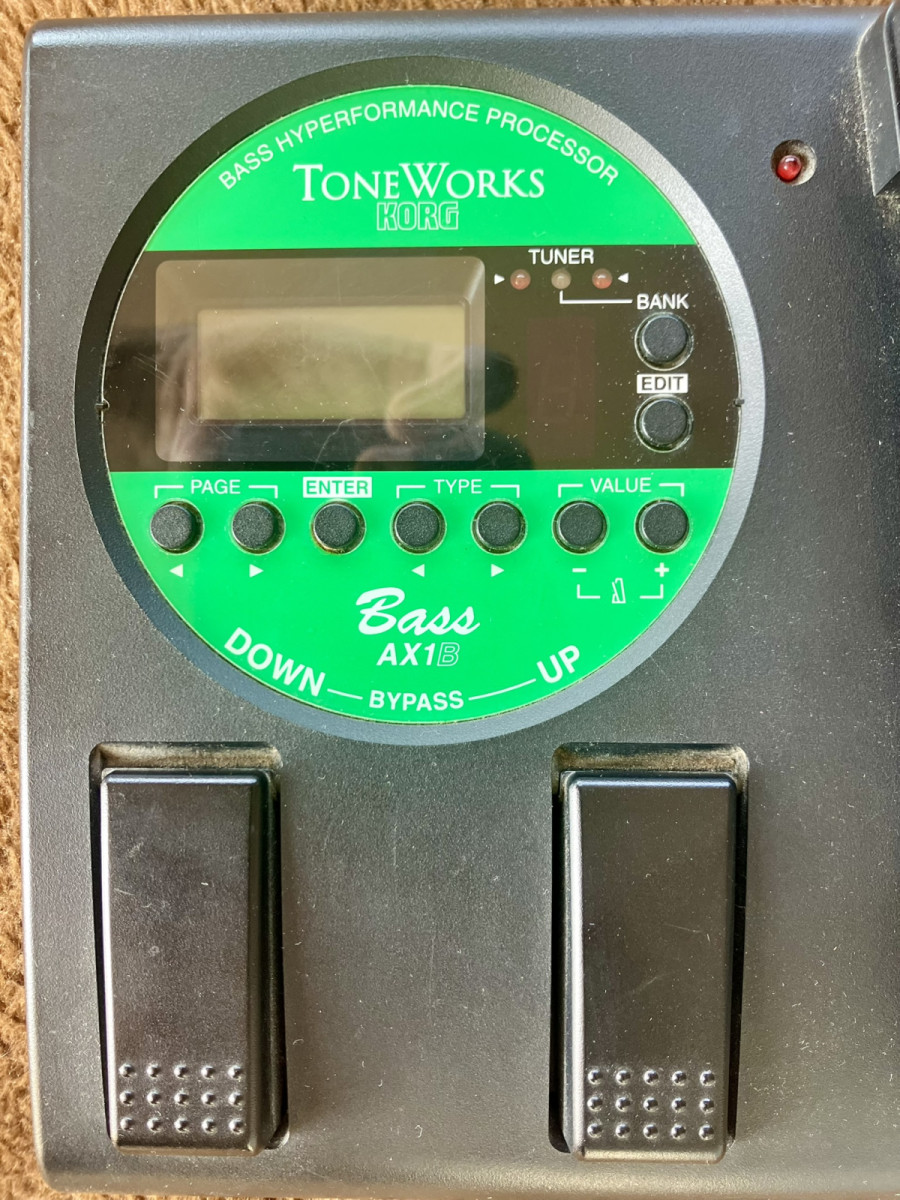 BASS HYPERFORMANCE PROCESSOR
TONEWORKS
KORG
TUNER
BANK
EDIT
PAGE ENTER TYPE VALUE
- +
Bass
AX1B
DOWN BYPASS UP